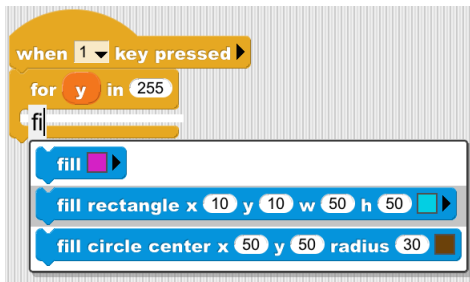 when 1 key pressed
for y in 255
fi
fill
fill rectangle x 10 y 10 w 50 h 50
fill circle center x 50 y 50 radius 30